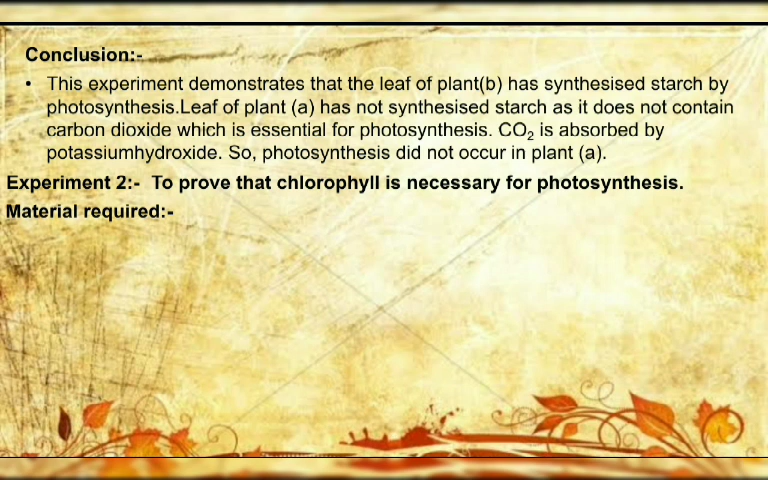 Conclusion:-
• This experiment demonstrates that the leaf of plant(b) has synthesised starch by
photosynthesis.Leaf of plant (a) has not synthesised starch as it does not contain
carbon dioxide which is essential for photosynthesis. CO₂ is absorbed by
potassiumhydroxide. So, photosynthesis did not occur in plant (a).
Experiment 2:- To prove that chlorophyll is necessary for photosynthesis.
Material required:-